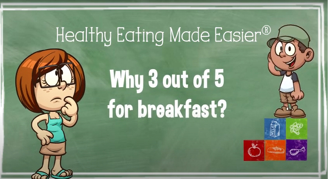 Healthy Eating Made Easier®
Why 3 out of 5
for breakfast?